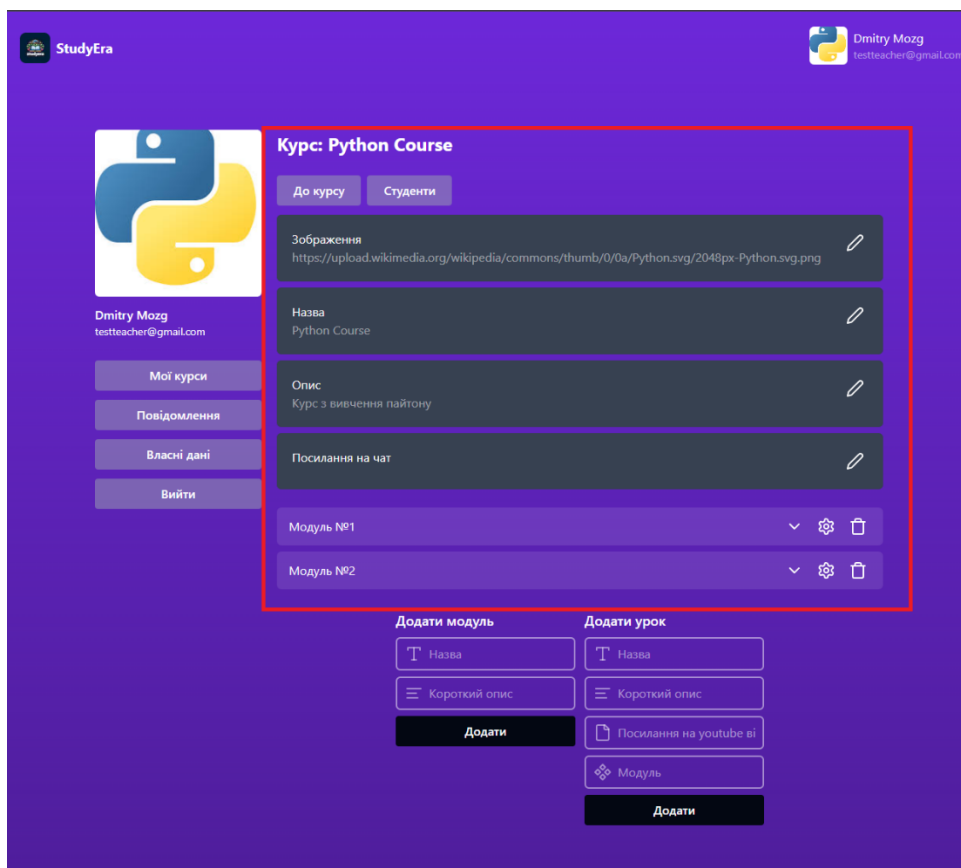 StudyEra
Dmitry Mozg
testteacher@gmail.com
Курс: Python Course
До курсу
Студенти
Зображення
https://upload.wikimedia.org/wikipedia/commons/thumb/0/0a/Python.svg/2048px-Python.svg.png
Назва
Python Course
Опис
Курс з вивчення пайтону
Посилання на чат
Модуль №1
Модуль №2
Dmitry Mozg
testteacher@gmail.com
Мої курси
Повідомлення
Власні дані
Вийти
Додати модуль
Назва
Короткий опис
Додати
Додати урок
Назва
Короткий опис
Посилання на youtube ві
Модуль
Додати